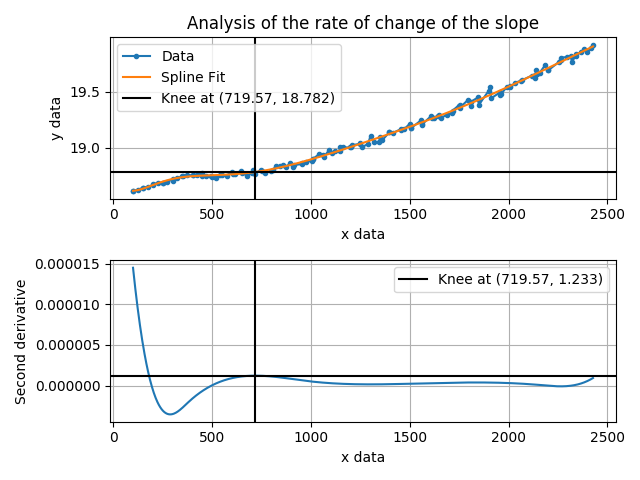 Analysis of the rate of change of the slope
Data
Spline Fit
Knee at (719.57, 18.782)
19.5
19.0
y data
0 500 1000 1500 2000 2500
x data
Knee at (719.57, 1.233)
0.000015
0.000010
0.000005
0.000000
Second derivative
0 500 1000 1500 2000 2500
x data